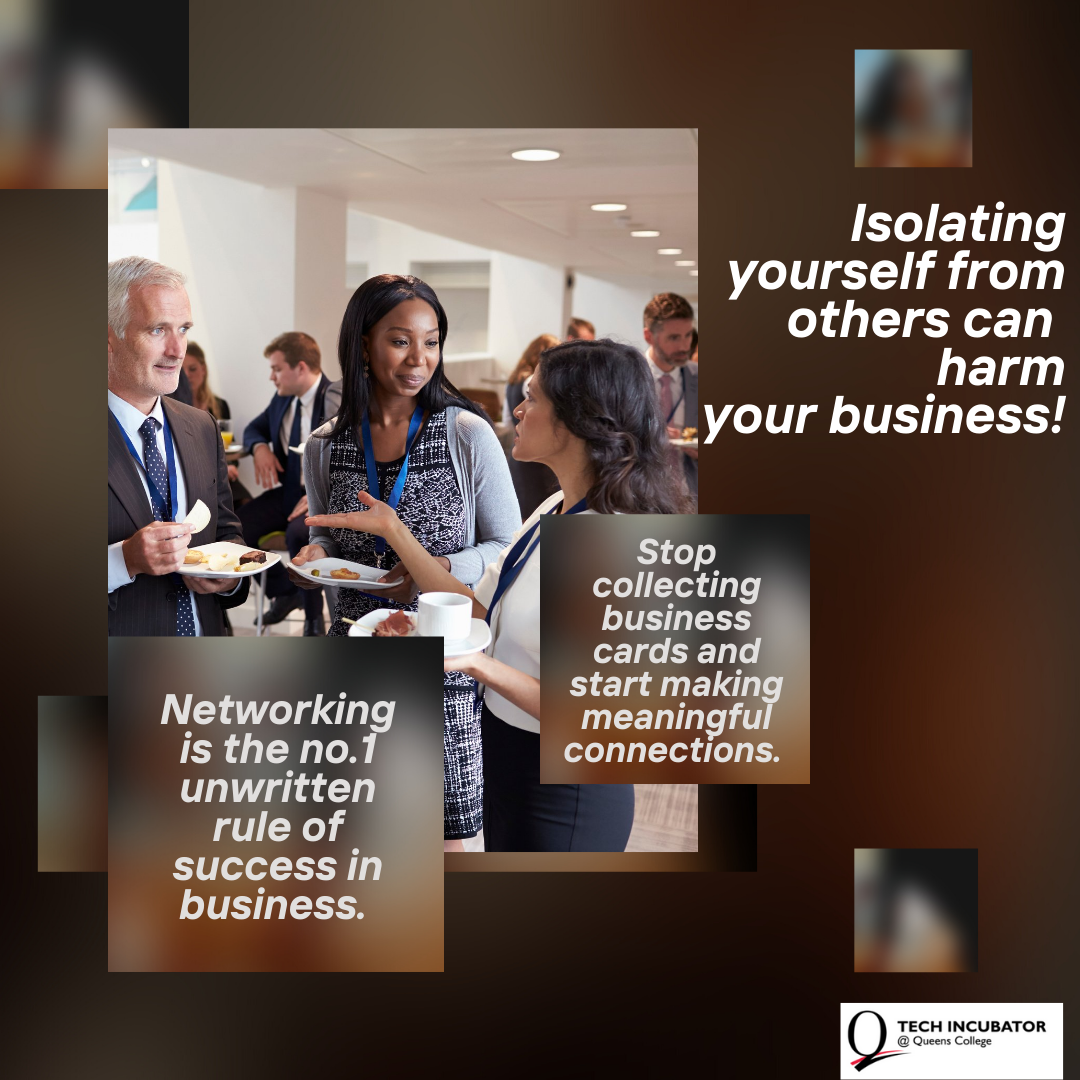 Isolating
yourself from
others can
harm
your business!
Stop
collecting
business
cards and
start making
meaningful
connections.
Networking
is the no.1
unwritten
rule of
success in
business.
Q TECH INCUBATOR
@ Queens College